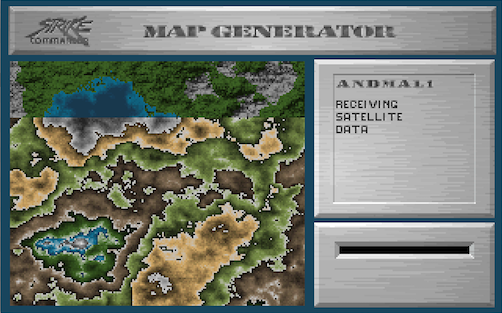 STRIKE
COMMANDER
MAP GENERATOR
ANDMAL1
RECEIVING
SATELLITE
DATA